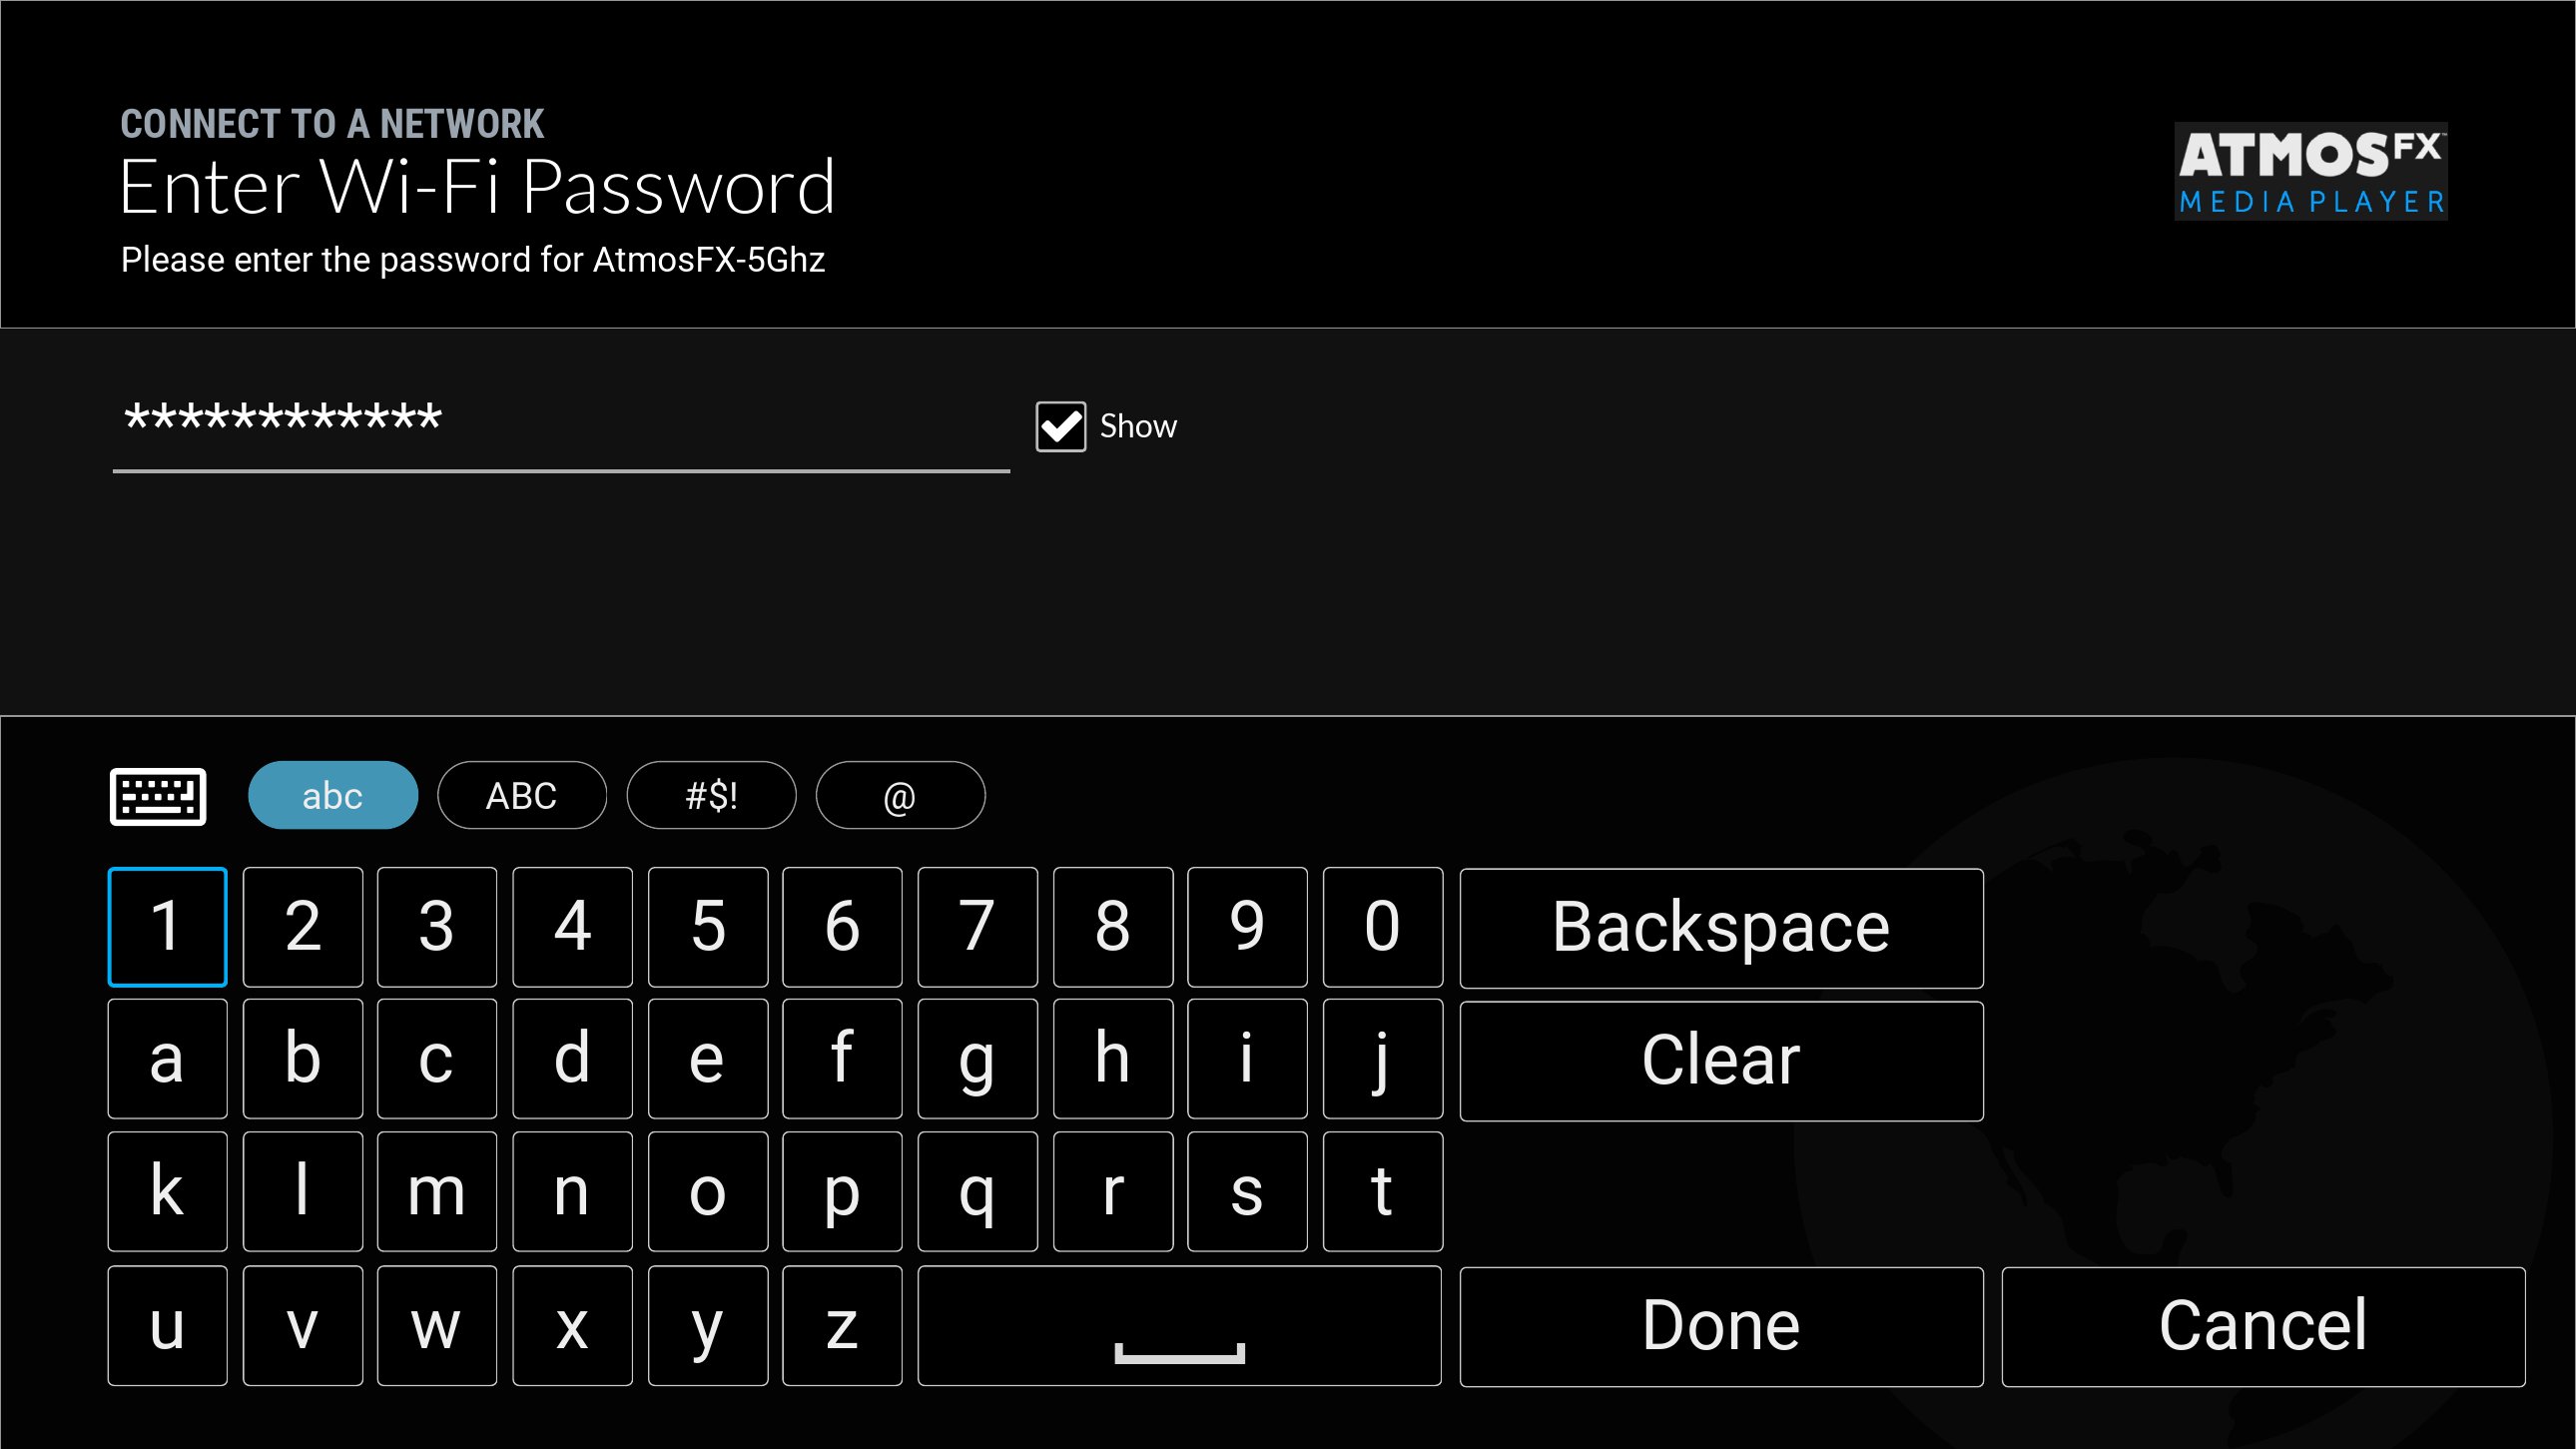 CONNECT TO A NETWORK
Enter Wi-Fi Password
Please enter the password for AtmosFX-5Ghz
ATMOSFX™
MEDIA PLAYER
************
Show
abc ABC #$! @
1 2 3 4 5 6 7 8 9 0 Backspace
a b c d e f g h i j Clear
k l m n o p q r s t
u v w x y z Done Cancel